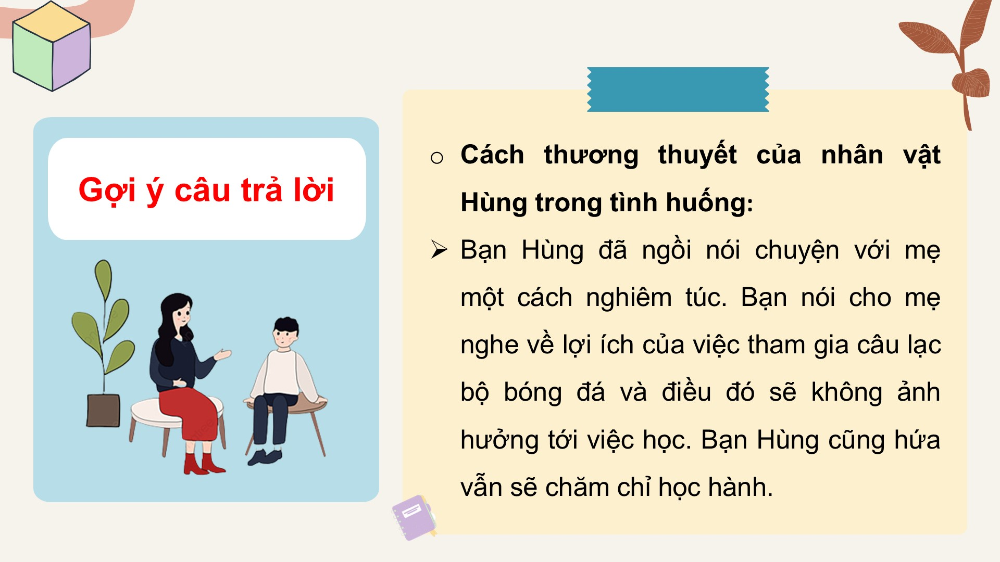 Gợi ý câu trả lời
o Cách thương thuyết của nhân vật
Hùng trong tình huống:
➢ Bạn Hùng đã ngồi nói chuyện với mẹ
một cách nghiêm túc. Bạn nói cho mẹ
nghe về lợi ích của việc tham gia câu lạc
bộ bóng đá và điều đó sẽ không ảnh
hưởng tới việc học. Bạn Hùng cũng hứa
vẫn sẽ chăm chỉ học hành.